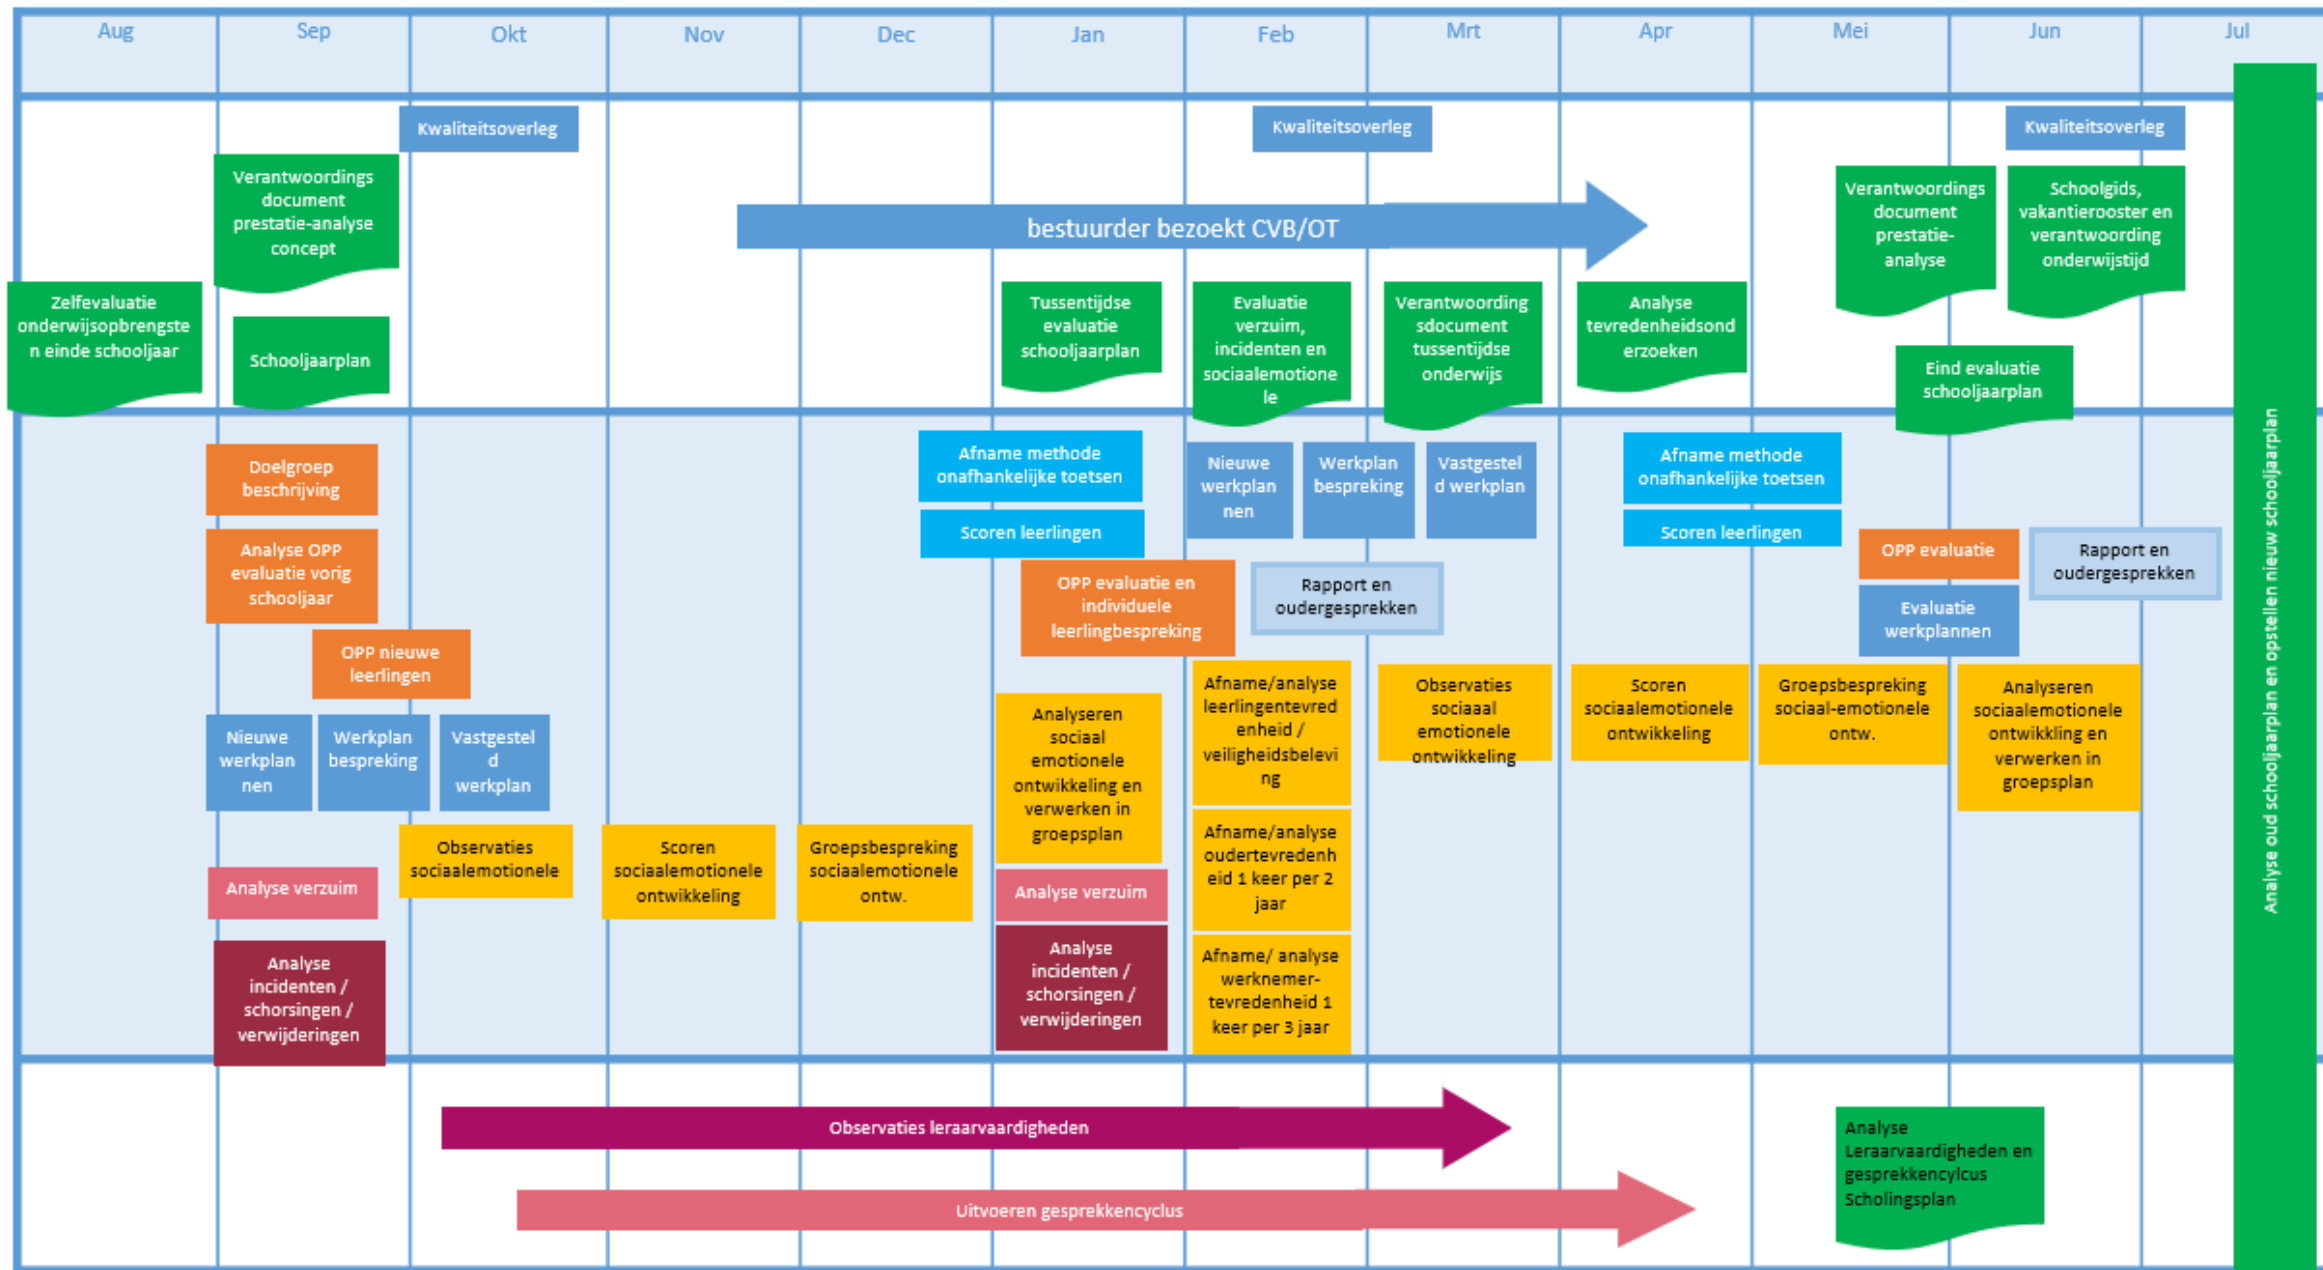 Aug
Sep
Okt
Nov
Dec
Jan
Feb
Mrt
Apr
Mei
Jun
Jul
Kwaliteitsoverleg
Kwaliteitsoverleg
Kwaliteitsoverleg
Verantwoordings
document
prestatie-analyse
concept
bestuurder bezoekt CVB/OT
Verantwoordings
document
prestatie-
analyse
Schoolgids,
vakantierooster en
verantwoording
onderwijstijd
Zelfevaluatie
onderwijsopbrengste
n einde schooljaar
Schooljaarplan
Tussentijdse
evaluatie
schooljaarplan
Evaluatie
verzuim,
incidenten en
sociaalemotione
le
Verantwoording
sdocument
tussentijdse
onderwijs
Analyse
tevredenheidsond
erzoeken
Eind evaluatie
schooljaarplan
Analyse oud schooljaarplan en opstellen nieuw schooljaarplan
Doelgroep
beschrijving
Afname methode
onafhankelijke toetsen
Nieuwe
werkplan
nen
Werkplan
bespreking
Vastgestel
d werkplan
Afname methode
onafhankelijke toetsen
Scoren leerlingen
Scoren leerlingen
Analyse OPP
evaluatie vorig
schooljaar
OPP evaluatie en
individuele
leerlingbespreking
Rapport en
oudergesprekken
OPP evaluatie
Rapport en
oudergesprekken
Evaluatie
werkplannen
OPP nieuwe
leerlingen
Nieuwe
werkplan
nen
Werkplan
bespreking
Vastgestel
d
werkplan
Analyseren
sociaal
emotionele
ontwikkeling en
verwerken in
groepsplan
Afname/analyse
leerlingentevred
enheid /
veiligheidsbelevi
ng
Observaties
sociaaal
emotionele
ontwikkeling
Scoren
sociaalemotionele
ontwikkeling
Groepsbespreking
sociaal-emotionele
ontw.
Analyseren
sociaalemotionele
ontwikkling en
verwerken in
groepsplan
Observaties
sociaalemotionele
Scoren
sociaalemotionele
ontwikkeling
Groepsbespreking
sociaalemotionele
ontw.
Afname/analyse
oudertevredenh
eid 1 keer per 2
jaar
Analyse verzuim
Analyse verzuim
Analyse
incidenten /
schorsingen /
verwijderingen
Analyse
incidenten /
schorsingen /
verwijderingen
Afname/ analyse
werknemer-
tevredenheid 1
keer per 3 jaar
Observaties leraarvaardigheden
Uitvoeren gesprekkencyclus
Analyse
Leraarvaardigheden en
gesprekkencylcus
Scholingsplan